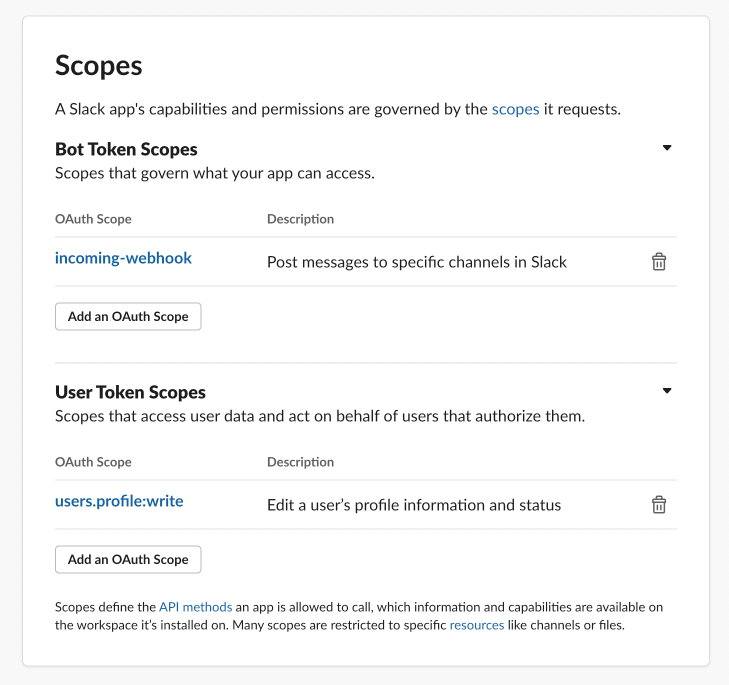 Scopes
A Slack app's capabilities and permissions are governed by the scopes it requests.
Bot Token Scopes
Scopes that govern what your app can access.
OAuth Scope Description
incoming-webhook Post messages to specific channels in Slack
Add an OAuth Scope
User Token Scopes
Scopes that access user data and act on behalf of users that authorize them.
OAuth Scope Description
users.profile:write Edit a user’s profile information and status
Add an OAuth Scope
Scopes define the API methods an app is allowed to call, which information and capabilities are available on
the workspace it’s installed on. Many scopes are restricted to specific resources like channels or files.